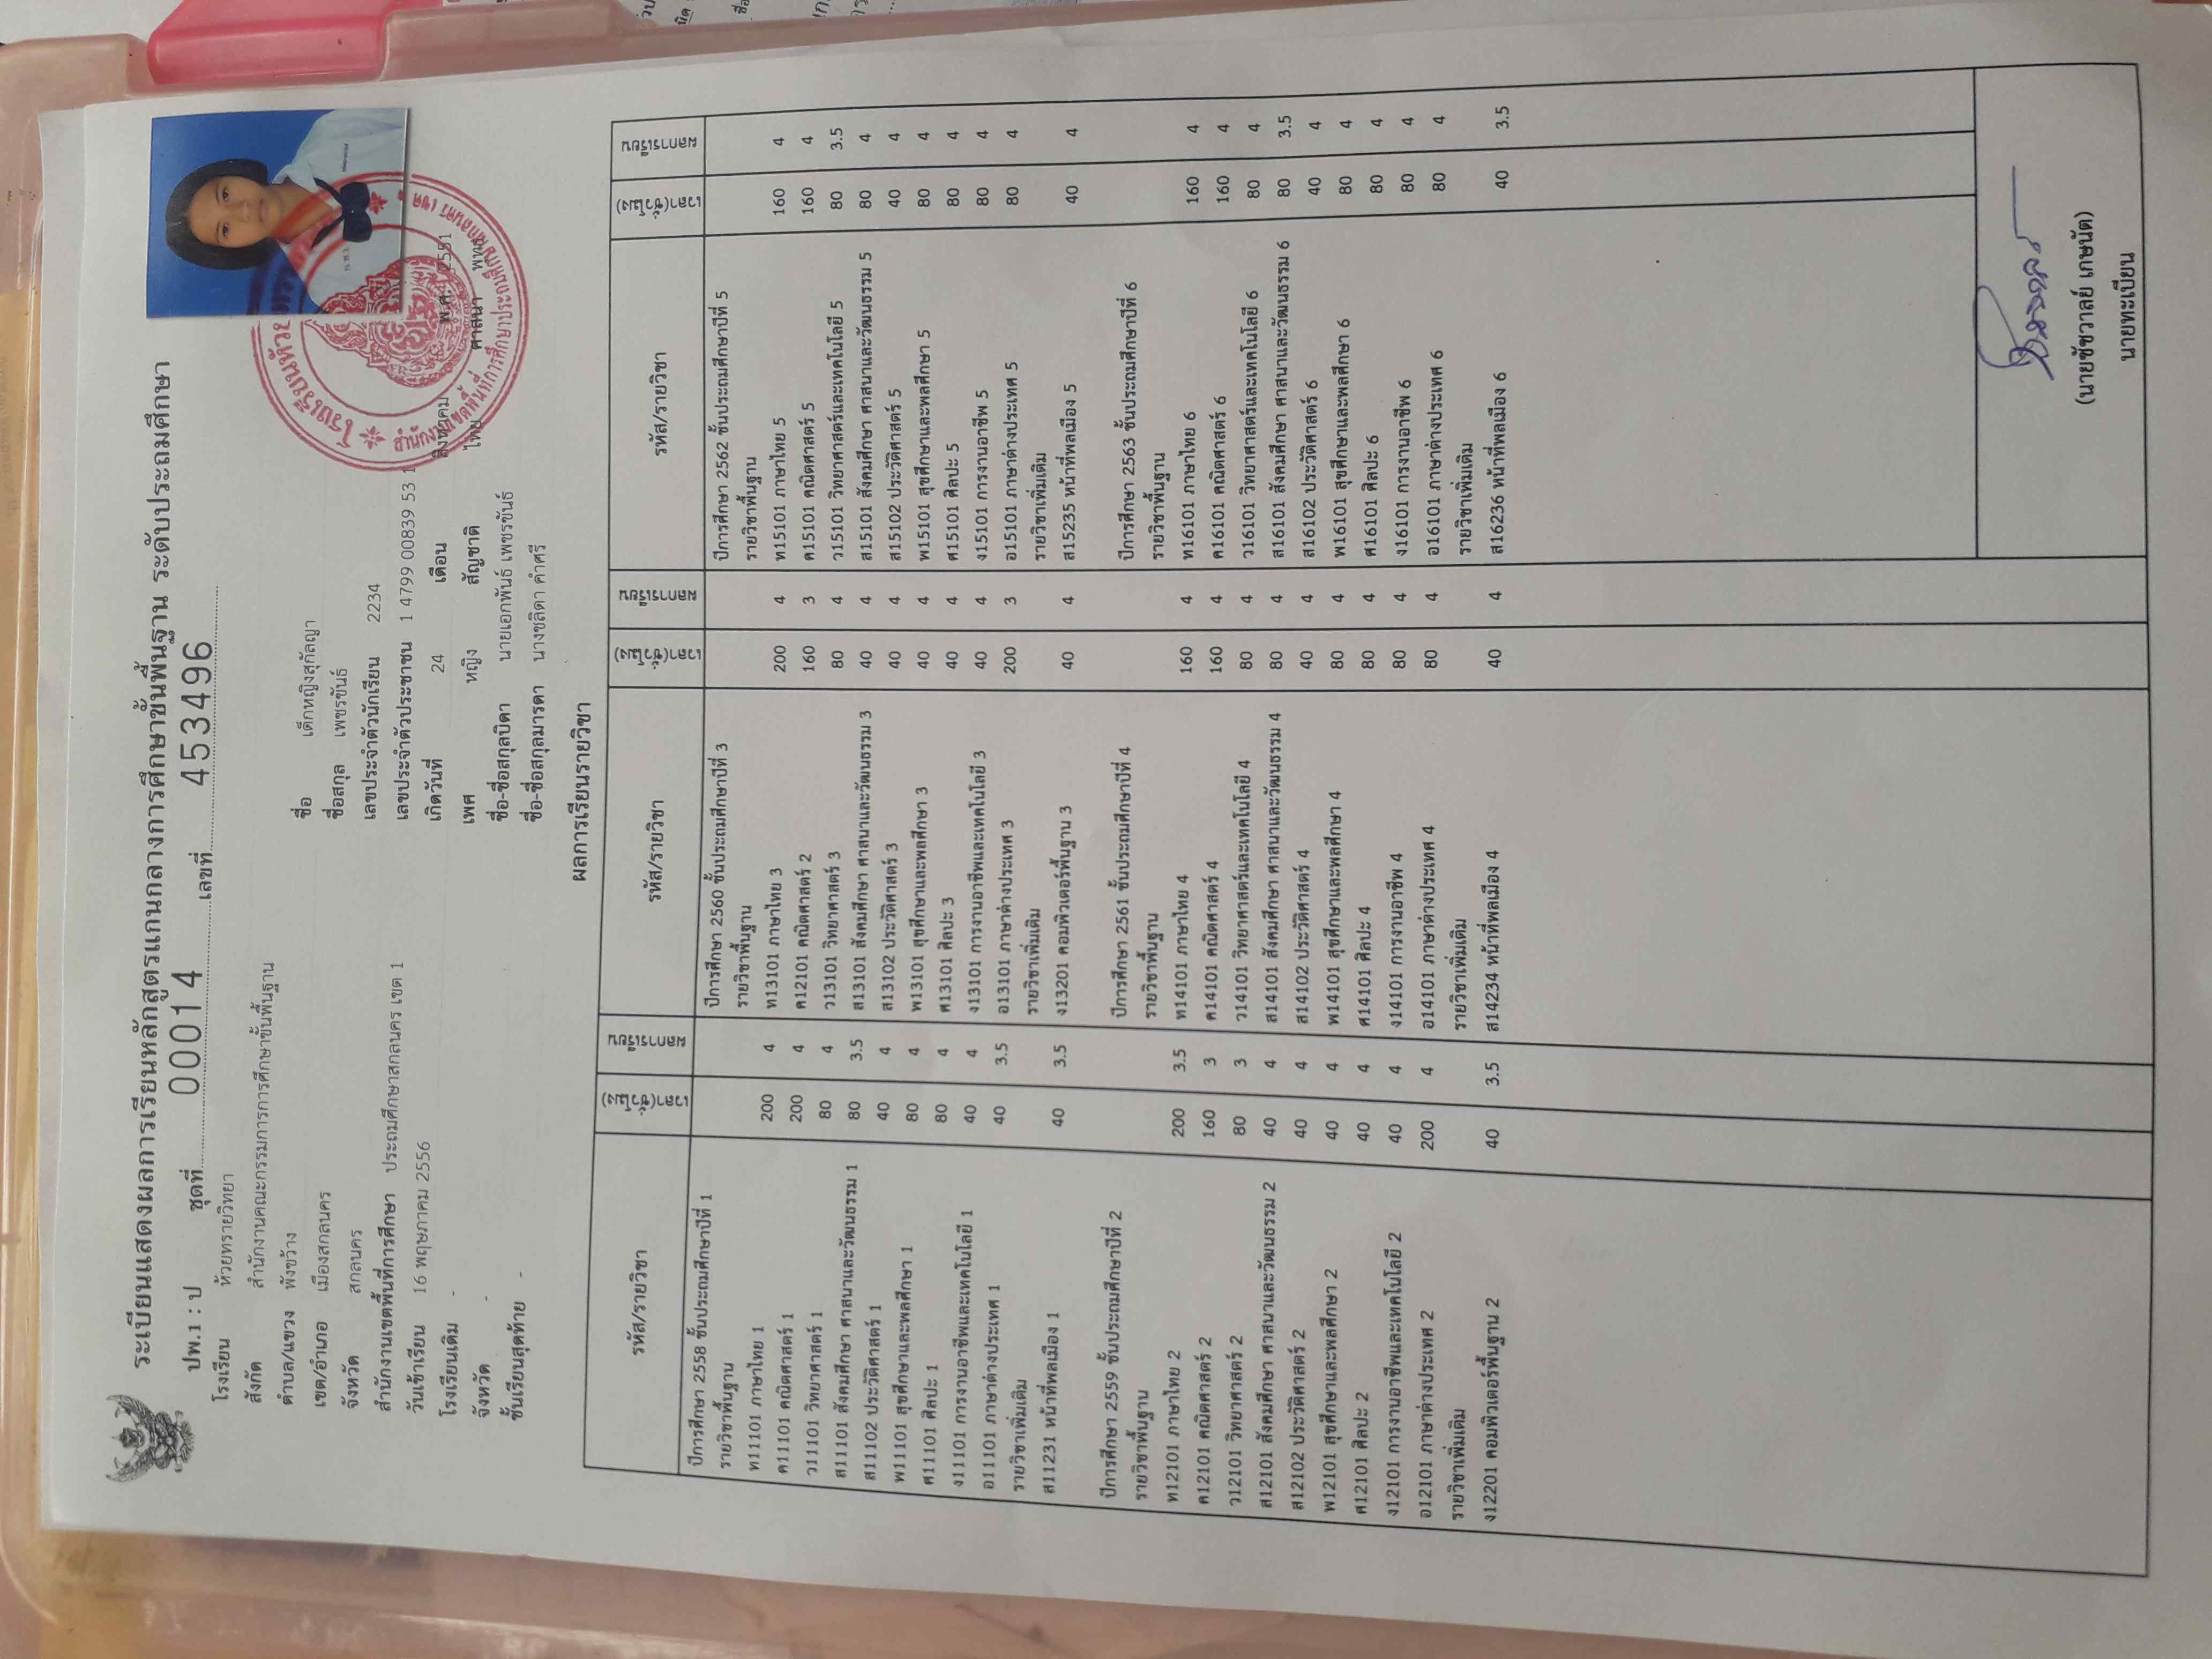 ระเบียนแสดงผลการเรียนหลักสูตรแกนกลางการศึกษาขั้นพื้นฐาน ระดับประถมศึกษา
ปพ.1 : ป ชุดที่ 00014 เลขที่ 453496
โรงเรียน ห้วยทรายวิทยา
สังกัด สำนักงานคณะกรรมการการศึกษาขั้นพื้นฐาน
ตำบล/แขวง พังขว้าง
เขต/อำเภอ เมืองสกลนคร
จังหวัด สกลนคร
สำนักงานเขตพื้นที่การศึกษา ประถมศึกษาสกลนคร เขต 1
วันเข้าเรียน 16 พฤษภาคม 2556
โรงเรียนเดิม -
จังหวัด -
ชั้นเรียนสุดท้าย -
ชื่อ เด็กหญิงสุกัลญา
ชื่อสกุล เพชรขันธ์
เลขประจำตัวนักเรียน 2234
เลขประจำตัวประชาชน 1 4799 00839 53 1
เกิดวันที่ 24 เดือน สิงหาคม พ.ศ. 2551
เพศ หญิง สัญชาติ ไทย ศาสนา พุทธ
ชื่อ-ชื่อสกุลบิดา นายเอกพันธ์ เพชรขันธ์
ชื่อ-ชื่อสกุลมารดา นางชลิดา คำศรี
สำนักงานเขตพื้นที่การศึกษาประถมศึกษาสกลนคร เขต
ผลการเรียนรายวิชา
รหัส/รายวิชา เวลา(ชั่วโมง) ผลการเรียน
ปีการศึกษา 2558 ชั้นประถมศึกษาปีที่ 1
รายวิชาพื้นฐาน
ท11101 ภาษาไทย 1 200 4
ค11101 คณิตศาสตร์ 1 200 4
ว11101 วิทยาศาสตร์ 1 80 4
ส11101 สังคมศึกษา ศาสนาและวัฒนธรรม 1 80 3.5
ส11102 ประวัติศาสตร์ 1 40 4
พ11101 สุขศึกษาและพลศึกษา 1 80 4
ศ11101 ศิลปะ 1 80 4
ง11101 การงานอาชีพและเทคโนโลยี 1 40 4
อ11101 ภาษาต่างประเทศ 1 40 3.5
รายวิชาเพิ่มเติม
ส11231 หน้าที่พลเมือง 1 40 3.5
ปีการศึกษา 2559 ชั้นประถมศึกษาปีที่ 2
รายวิชาพื้นฐาน
ท12101 ภาษาไทย 2 200 3.5
ค12101 คณิตศาสตร์ 2 160 3
ว12101 วิทยาศาสตร์ 2 80 3
ส12101 สังคมศึกษา ศาสนาและวัฒนธรรม 2 40 4
ส12102 ประวัติศาสตร์ 2 40 4
พ12101 สุขศึกษาและพลศึกษา 2 40 4
ศ12101 ศิลปะ 2 40 4
ง12101 การงานอาชีพและเทคโนโลยี 2 40 4
อ12101 ภาษาต่างประเทศ 2 200 4
รายวิชาเพิ่มเติม
ง12201 คอมพิวเตอร์พื้นฐาน 2 40 3.5
รหัส/รายวิชา เวลา(ชั่วโมง) ผลการเรียน
ปีการศึกษา 2560 ชั้นประถมศึกษาปีที่ 3
รายวิชาพื้นฐาน
ท13101 ภาษาไทย 3 200 4
ค12101 คณิตศาสตร์ 2 160 3
ว13101 วิทยาศาสตร์ 3 80 4
ส13101 สังคมศึกษา ศาสนาและวัฒนธรรม 3 40 4
ส13102 ประวัติศาสตร์ 3 40 4
พ13101 สุขศึกษาและพลศึกษา 3 40 4
ศ13101 ศิลปะ 3 40 4
ง13101 การงานอาชีพและเทคโนโลยี 3 40 4
อ13101 ภาษาต่างประเทศ 3 200 3
รายวิชาเพิ่มเติม
ง13201 คอมพิวเตอร์พื้นฐาน 3 40 4
ปีการศึกษา 2561 ชั้นประถมศึกษาปีที่ 4
รายวิชาพื้นฐาน
ท14101 ภาษาไทย 4 160 4
ค14101 คณิตศาสตร์ 4 160 4
ว14101 วิทยาศาสตร์และเทคโนโลยี 4 80 4
ส14101 สังคมศึกษา ศาสนาและวัฒนธรรม 4 80 4
ส14102 ประวัติศาสตร์ 4 40 4
พ14101 สุขศึกษาและพลศึกษา 4 80 4
ศ14101 ศิลปะ 4 80 4
ง14101 การงานอาชีพ 4 80 4
อ14101 ภาษาต่างประเทศ 4 80 4
รายวิชาเพิ่มเติม
ส14234 หน้าที่พลเมือง 4 40 4
รหัส/รายวิชา เวลา(ชั่วโมง) ผลการเรียน
ปีการศึกษา 2562 ชั้นประถมศึกษาปีที่ 5
รายวิชาพื้นฐาน
ท15101 ภาษาไทย 5 160 4
ค15101 คณิตศาสตร์ 5 160 4
ว15101 วิทยาศาสตร์และเทคโนโลยี 5 80 3.5
ส15101 สังคมศึกษา ศาสนาและวัฒนธรรม 5 80 4
ส15102 ประวัติศาสตร์ 5 40 4
พ15101 สุขศึกษาและพลศึกษา 5 80 4
ศ15101 ศิลปะ 5 80 4
ง15101 การงานอาชีพ 5 80 4
อ15101 ภาษาต่างประเทศ 5 80 4
รายวิชาเพิ่มเติม
ส15235 หน้าที่พลเมือง 5 40 4
ปีการศึกษา 2563 ชั้นประถมศึกษาปีที่ 6
รายวิชาพื้นฐาน
ท16101 ภาษาไทย 6 160 4
ค16101 คณิตศาสตร์ 6 160 4
ว16101 วิทยาศาสตร์และเทคโนโลยี 6 80 4
ส16101 สังคมศึกษา ศาสนาและวัฒนธรรม 6 80 3.5
ส16102 ประวัติศาสตร์ 6 40 4
พ16101 สุขศึกษาและพลศึกษา 6 80 4
ศ16101 ศิลปะ 6 80 4
ง16101 การงานอาชีพ 6 80 4
อ16101 ภาษาต่างประเทศ 6 80 4
รายวิชาเพิ่มเติม
ส16236 หน้าที่พลเมือง 6 40 3.5
(นายชัชวาลย์ เกษนัด)
นายทะเบียน